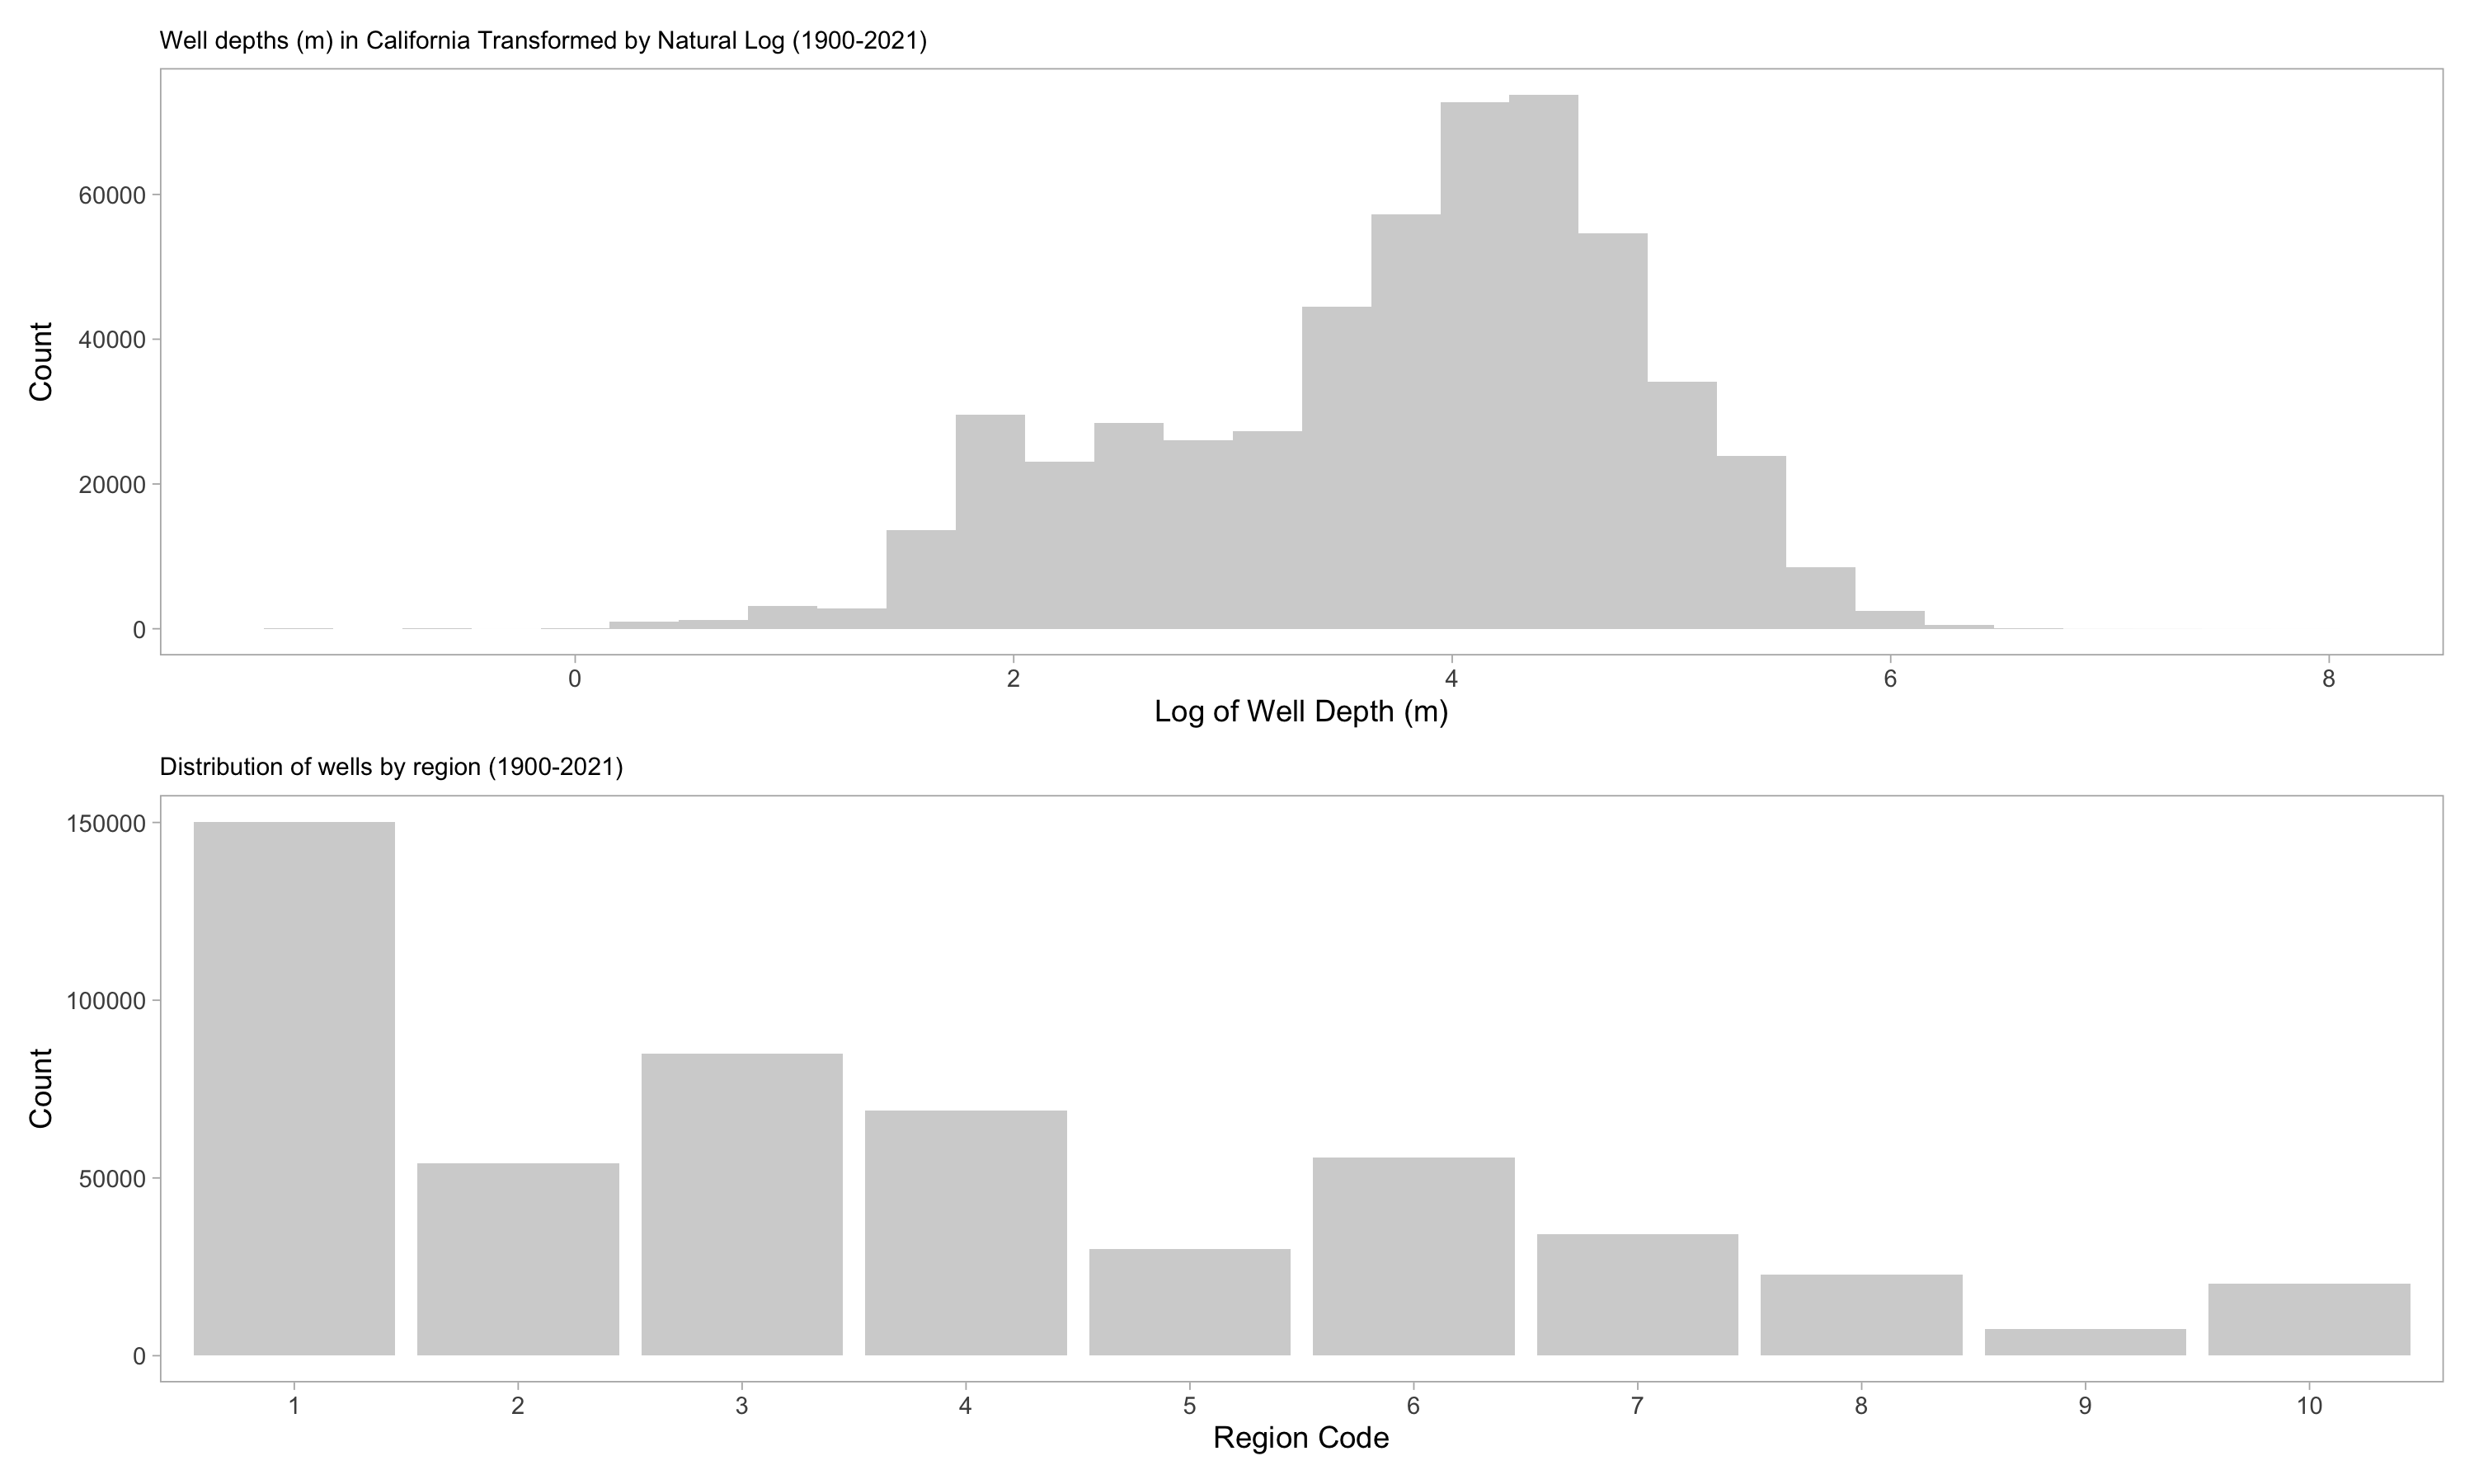 Well depths (m) in California Transformed by Natural Log (1900-2021)
Count
60000
40000
20000
0
0 2 4 6 8
Log of Well Depth (m)
Distribution of wells by region (1900-2021)
Count
150000
100000
50000
0
1 2 3 4 5 6 7 8 9 10
Region Code